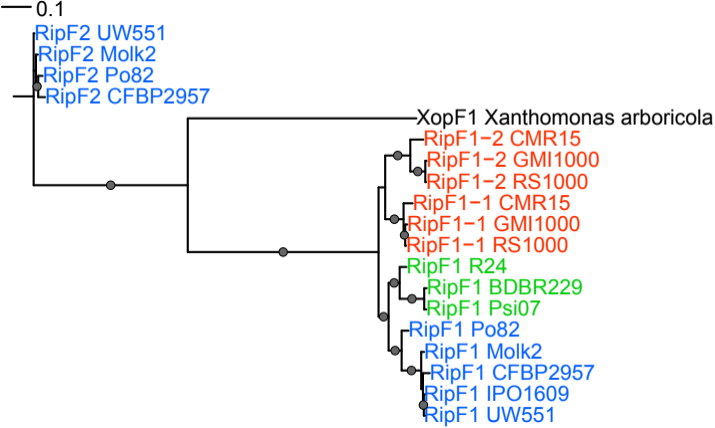 0.1
RipF2 UW551
RipF2 Molk2
RipF2 Po82
RipF2 CFBP2957
XopF1 Xanthomonas arboricola
RipF1−2 CMR15
RipF1−2 GMI1000
RipF1−2 RS1000
RipF1−1 CMR15
RipF1−1 GMI1000
RipF1−1 RS1000
RipF1 R24
RipF1 BDBR229
RipF1 Psi07
RipF1 Po82
RipF1 Molk2
RipF1 CFBP2957
RipF1 IPO1609
RipF1 UW551